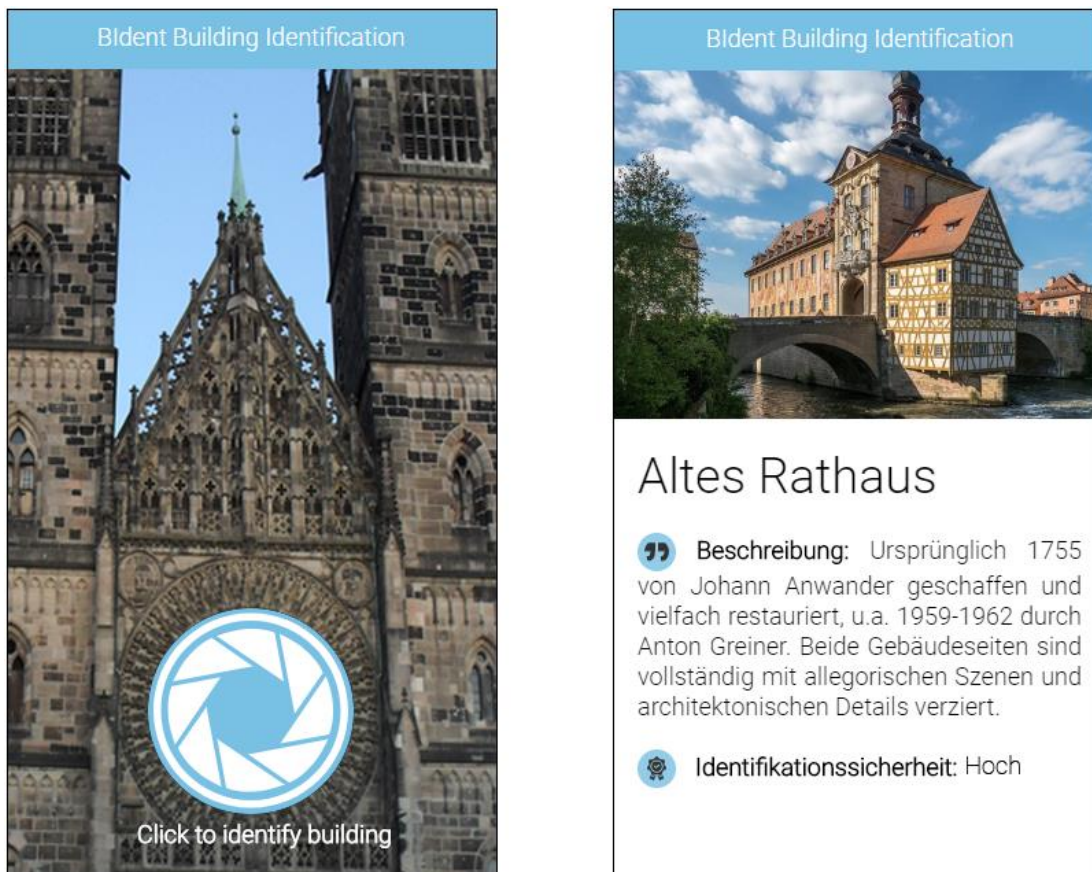 BIdent Building Identification
Click to identify building
BIdent Building Identification
Altes Rathaus
Beschreibung: Ursprünglich 1755
von Johann Anwander geschaffen und
vielfach restauriert, u.a. 1959-1962 durch
Anton Greiner. Beide Gebäudeseiten sind
vollständig mit allegorischen Szenen und
architektonischen Details verziert.
Identifikationssicherheit: Hoch